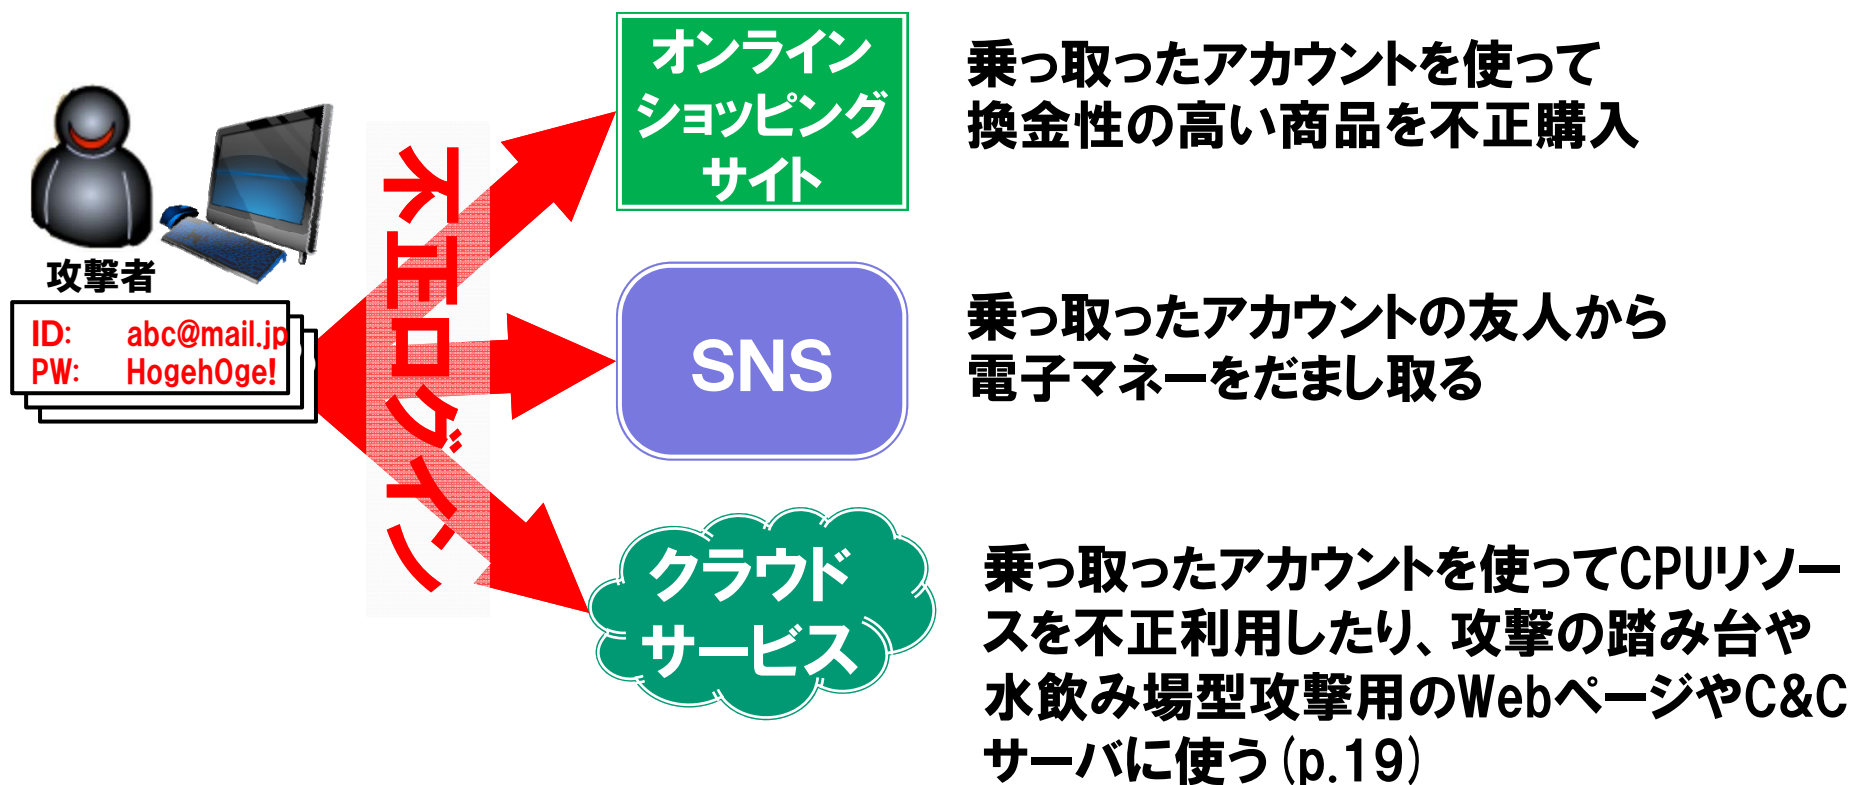 攻撃者
ID: abc@mail.jp
PW: HogehOge!
不正ログイン
オンライン
ショッピング
サイト
乗っ取ったアカウントを使って
換金性の高い商品を不正購入
SNS
乗っ取ったアカウントの友人から
電子マネーをだまし取る
クラウド
サービス
乗っ取ったアカウントを使ってCPUリソー
スを不正利用したり、攻撃の踏み台や
水飲み場型攻撃用のWebページやC&C
サーバに使う(p.19)